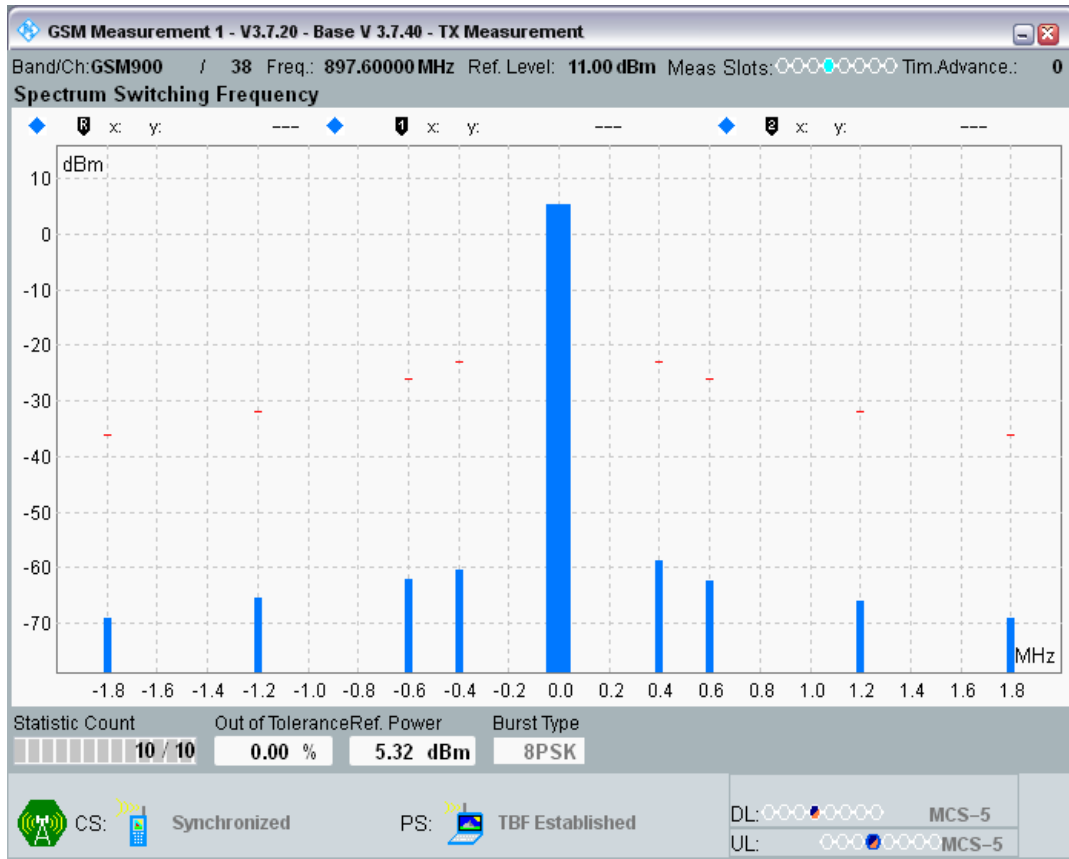 GSM Measurement 1 - V3.7.20 - Base V 3.7.40 - TX Measurement
Band/Ch:GSM900 / 38 Freq.: 897.60000 MHz Ref. Level: 11.00 dBm Meas Slots: Tim.Advance.: 0
Spectrum Switching Frequency
R x: y: --- 1 x: y: --- 2 x: y: ---
dBm
10
0
-10
-20
-30
-40
-50
-60
-70
MHz
-1.8 -1.6 -1.4 -1.2 -1.0 -0.8 -0.6 -0.4 -0.2 0.0 0.2 0.4 0.6 0.8 1.0 1.2 1.4 1.6 1.8
Statistic Count Out of Tolerance Ref. Power Burst Type
10 / 10 0.00 % 5.32 dBm 8PSK
CS: Synchronized PS: TBF Established
DL: MCS-5
UL: MCS-5